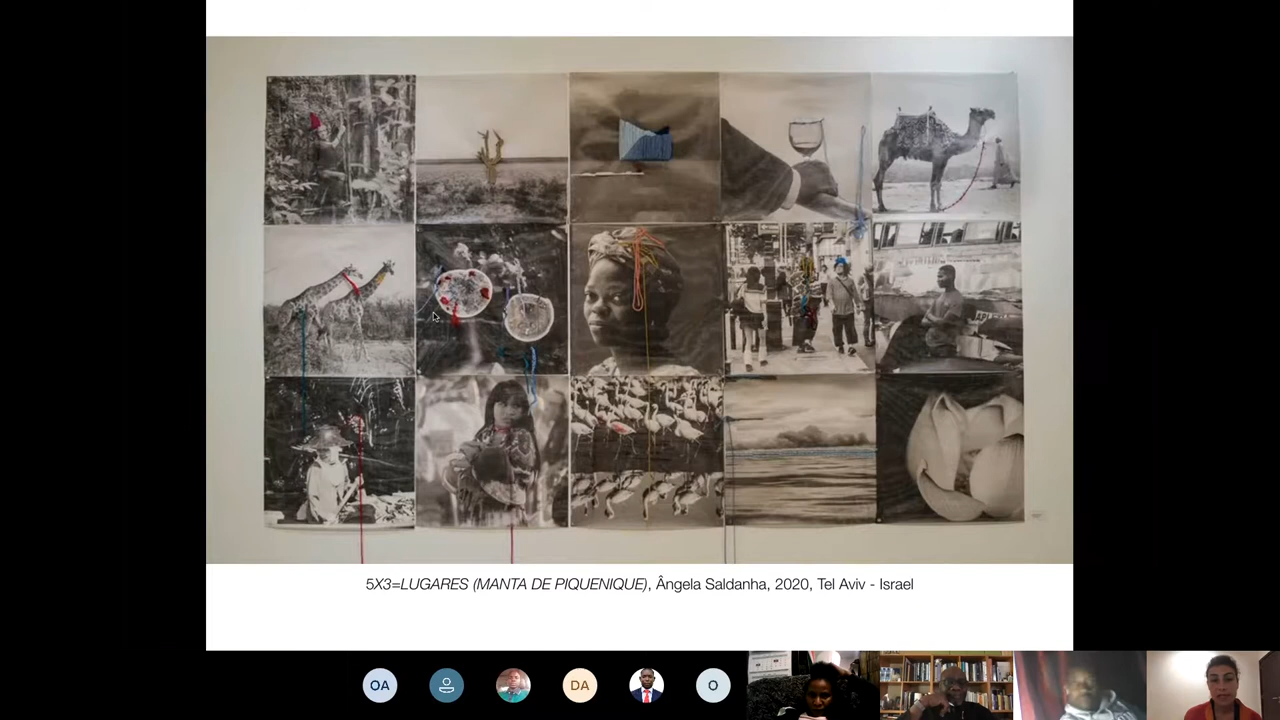 5X3=LUGARES (MANTA DE PIQUENIQUE), Ângela Saldanha, 2020, Tel Aviv - Israel
OA
DA
O